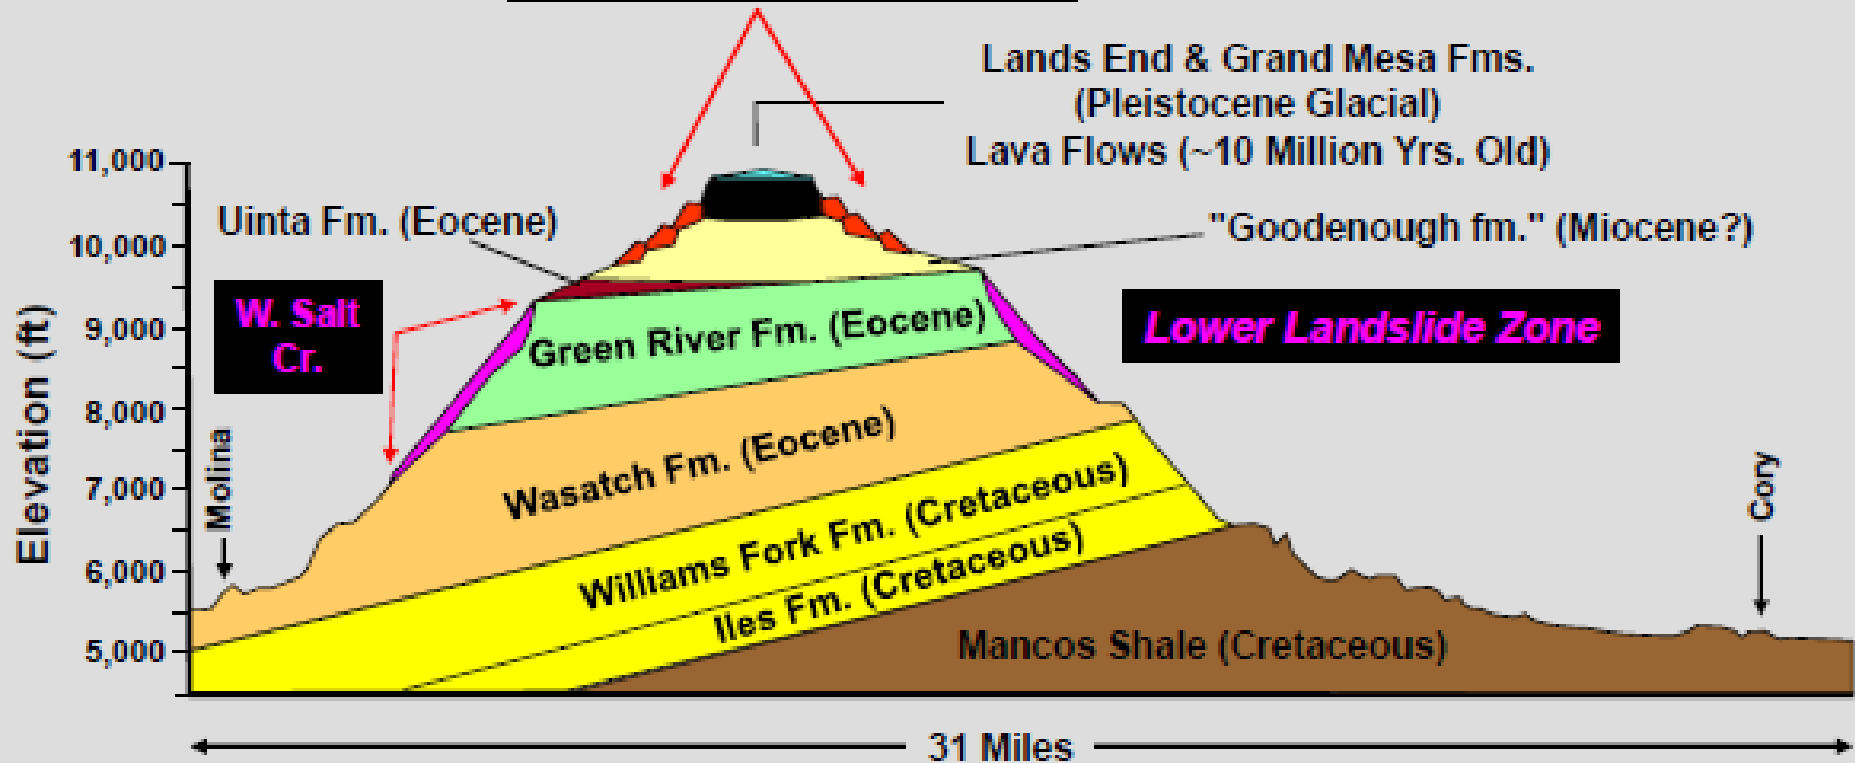 Lands End & Grand Mesa Fms.
(Pleistocene Glacial)
Lava Flows (~10 Million Yrs. Old)
11,000
Uinta Fm. (Eocene)
"Goodenough fm." (Miocene?)
10,000
W. Salt
Cr.
9,000
Green River Fm. (Eocene)
Lower Landslide Zone
8,000
Elevation (ft)
Molina
Wasatch Fm. (Eocene)
7,000
Williams Fork Fm. (Cretaceous)
Cory
6,000
Iles Fm. (Cretaceous)
5,000
Mancos Shale (Cretaceous)
31 Miles